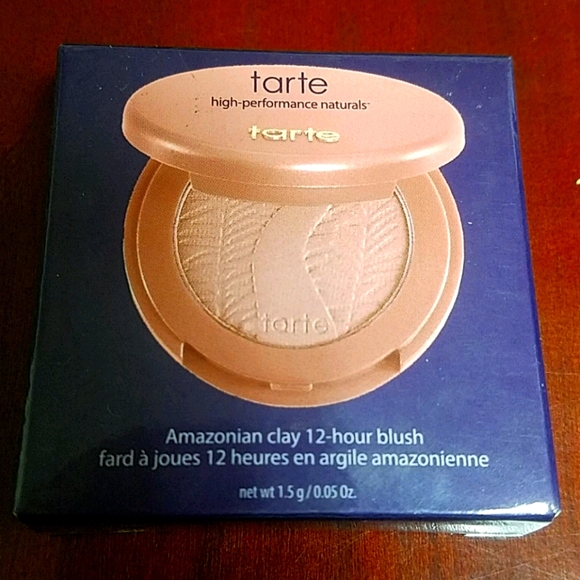 tarte
high-performance naturals™
tarte
tarte
Amazonian clay 12-hour blush
fard à joues 12 heures en argile amazonienne
net wt 1.5 g / 0.05 Oz.